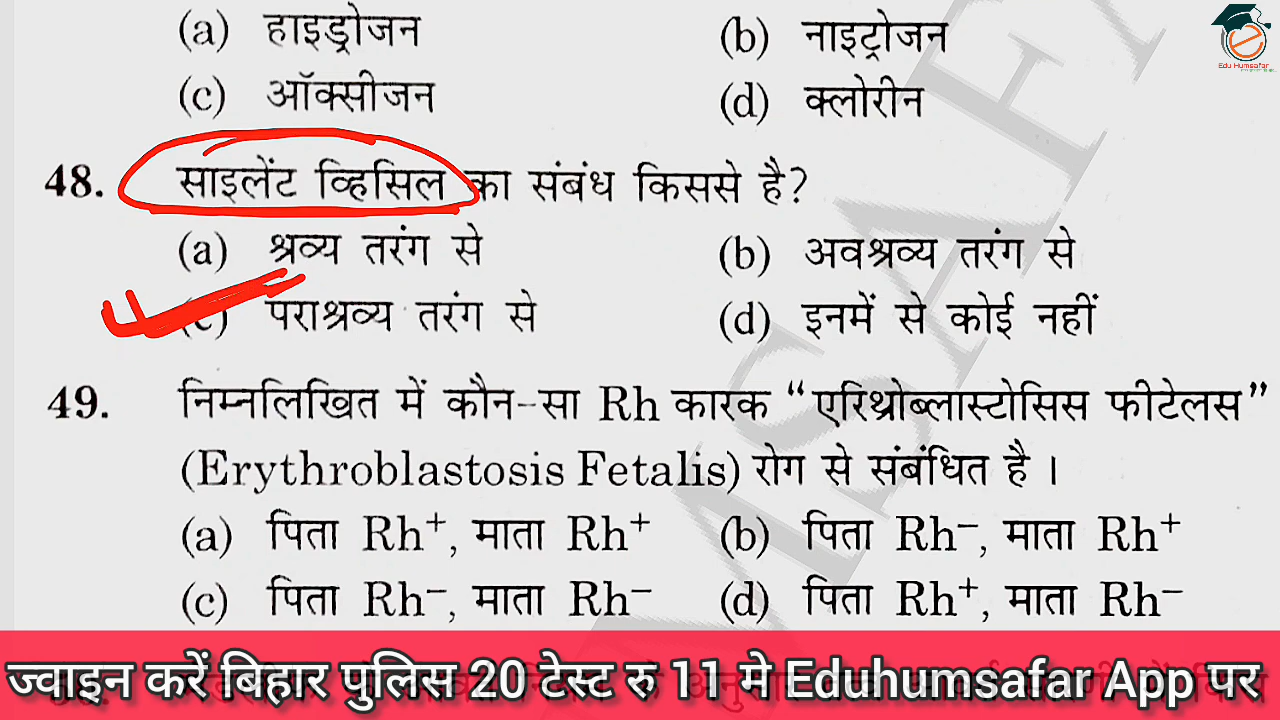 (a) हाइड्रोजन (b) नाइट्रोजन
(c) ऑक्सीजन (d) क्लोरीन
48. साइलेंट व्हिसिल का संबंध किससे है?
(a) श्रव्य तरंग से (b) अवश्रव्य तरंग से
(c) पराश्रव्य तरंग से (d) इनमें से कोई नहीं
49. निम्नलिखित में कौन-सा Rh कारक “एरिथ्रोब्लास्टोसिस फीटेलस”
(Erythroblastosis Fetalis) रोग से संबंधित है ।
(a) पिता Rh⁺, माता Rh⁺ (b) पिता Rh⁻, माता Rh⁺
(c) पिता Rh⁻, माता Rh⁻ (d) पिता Rh⁺, माता Rh⁻
ज्वाइन करें बिहार पुलिस 20 टेस्ट रु 11 मे Eduhumsafar App पर
Edu Humsafar